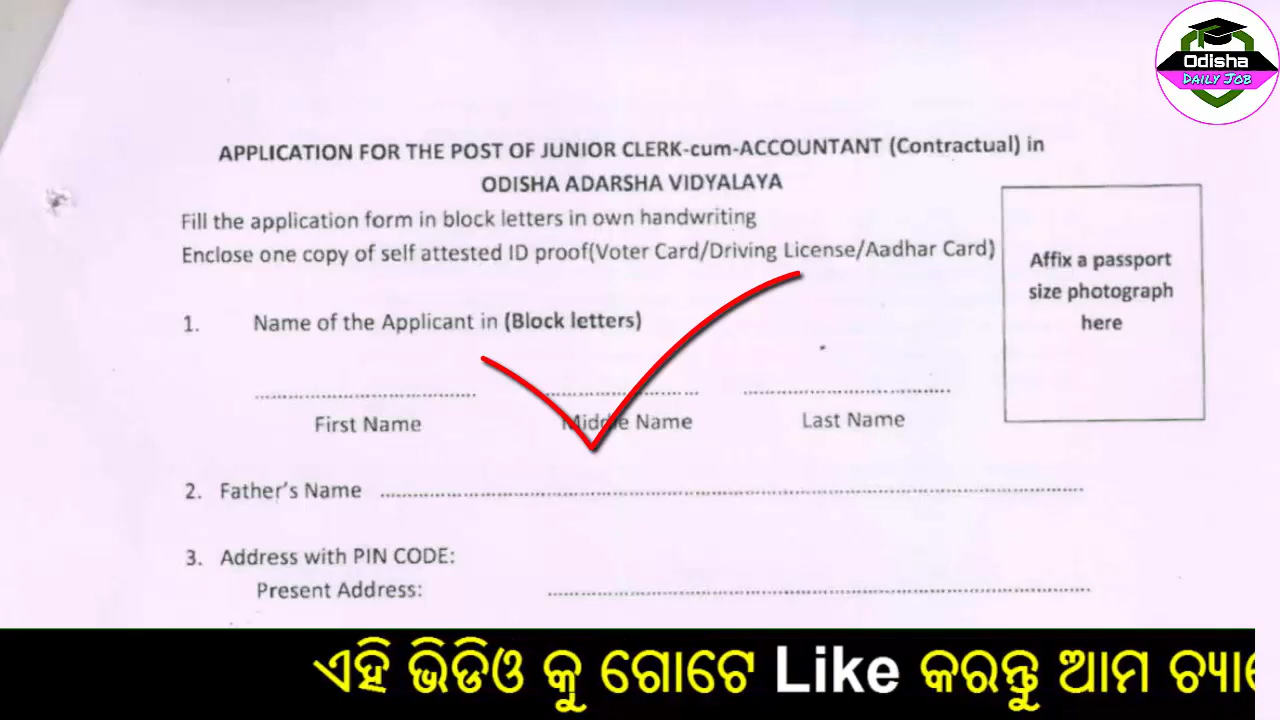 Odisha
DAILY JOB
APPLICATION FOR THE POST OF JUNIOR CLERK-cum-ACCOUNTANT (Contractual) in
ODISHA ADARSHA VIDYALAYA
Fill the application form in block letters in own handwriting
Enclose one copy of self attested ID proof(Voter Card/Driving License/Aadhar Card)
Affix a passport
size photograph
here
1. Name of the Applicant in (Block letters)
First Name Middle Name Last Name
2. Father's Name
3. Address with PIN CODE:
Present Address:
ଏହି ଭିଡିଓ କୁ ଗୋଟେ Like କରନ୍ତୁ ଆମ